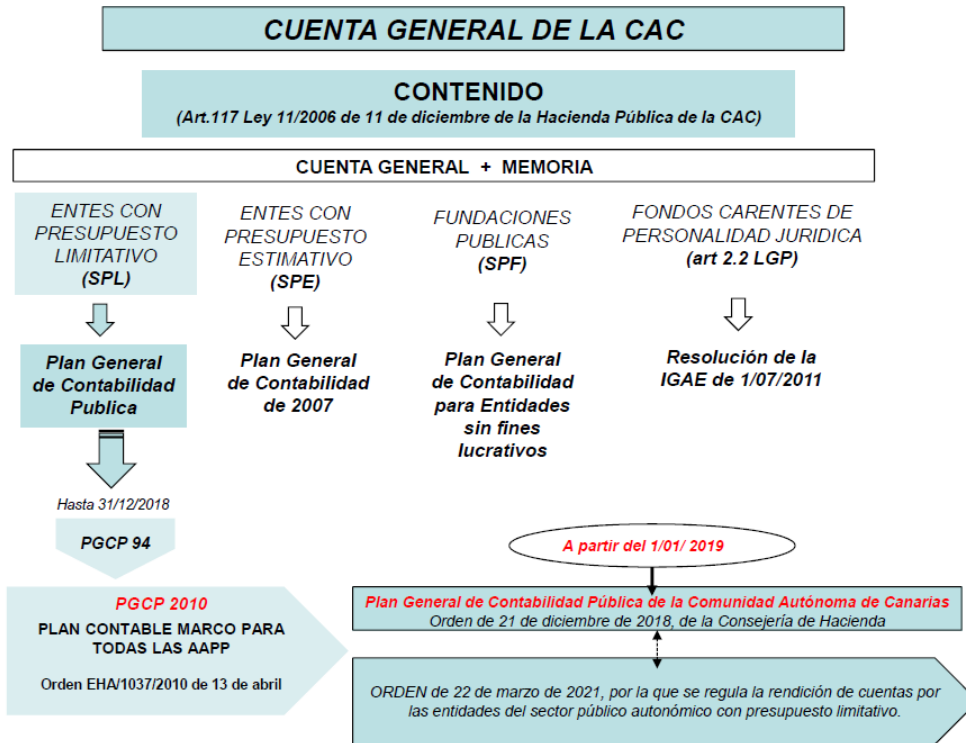 CUENTA GENERAL DE LA CAC
CONTENIDO
(Art.117 Ley 11/2006 de 11 de diciembre de la Hacienda Pública de la CAC)
CUENTA GENERAL + MEMORIA
ENTES CON
PRESUPUESTO
LIMITATIVO
(SPL)
ENTES CON
PRESUPUESTO
ESTIMATIVO
(SPE)
FUNDACIONES
PUBLICAS
(SPF)
FONDOS CARENTES DE
PERSONALIDAD JURIDICA
(art 2.2 LGP)
Plan General
de Contabilidad
Publica
Plan General
de Contabilidad
de 2007
Plan General
de Contabilidad
para Entidades
sin fines
lucrativos
Resolución de la
IGAE de 1/07/2011
Hasta 31/12/2018
PGCP 94
PGCP 2010
PLAN CONTABLE MARCO PARA
TODAS LAS AAPP
Orden EHA/1037/2010 de 13 de abril
A partir del 1/01/ 2019
Plan General de Contabilidad Pública de la Comunidad Autónoma de Canarias
Orden de 21 de diciembre de 2018, de la Consejería de Hacienda
ORDEN de 22 de marzo de 2021, por la que se regula la rendición de cuentas por
las entidades del sector público autonómico con presupuesto limitativo.